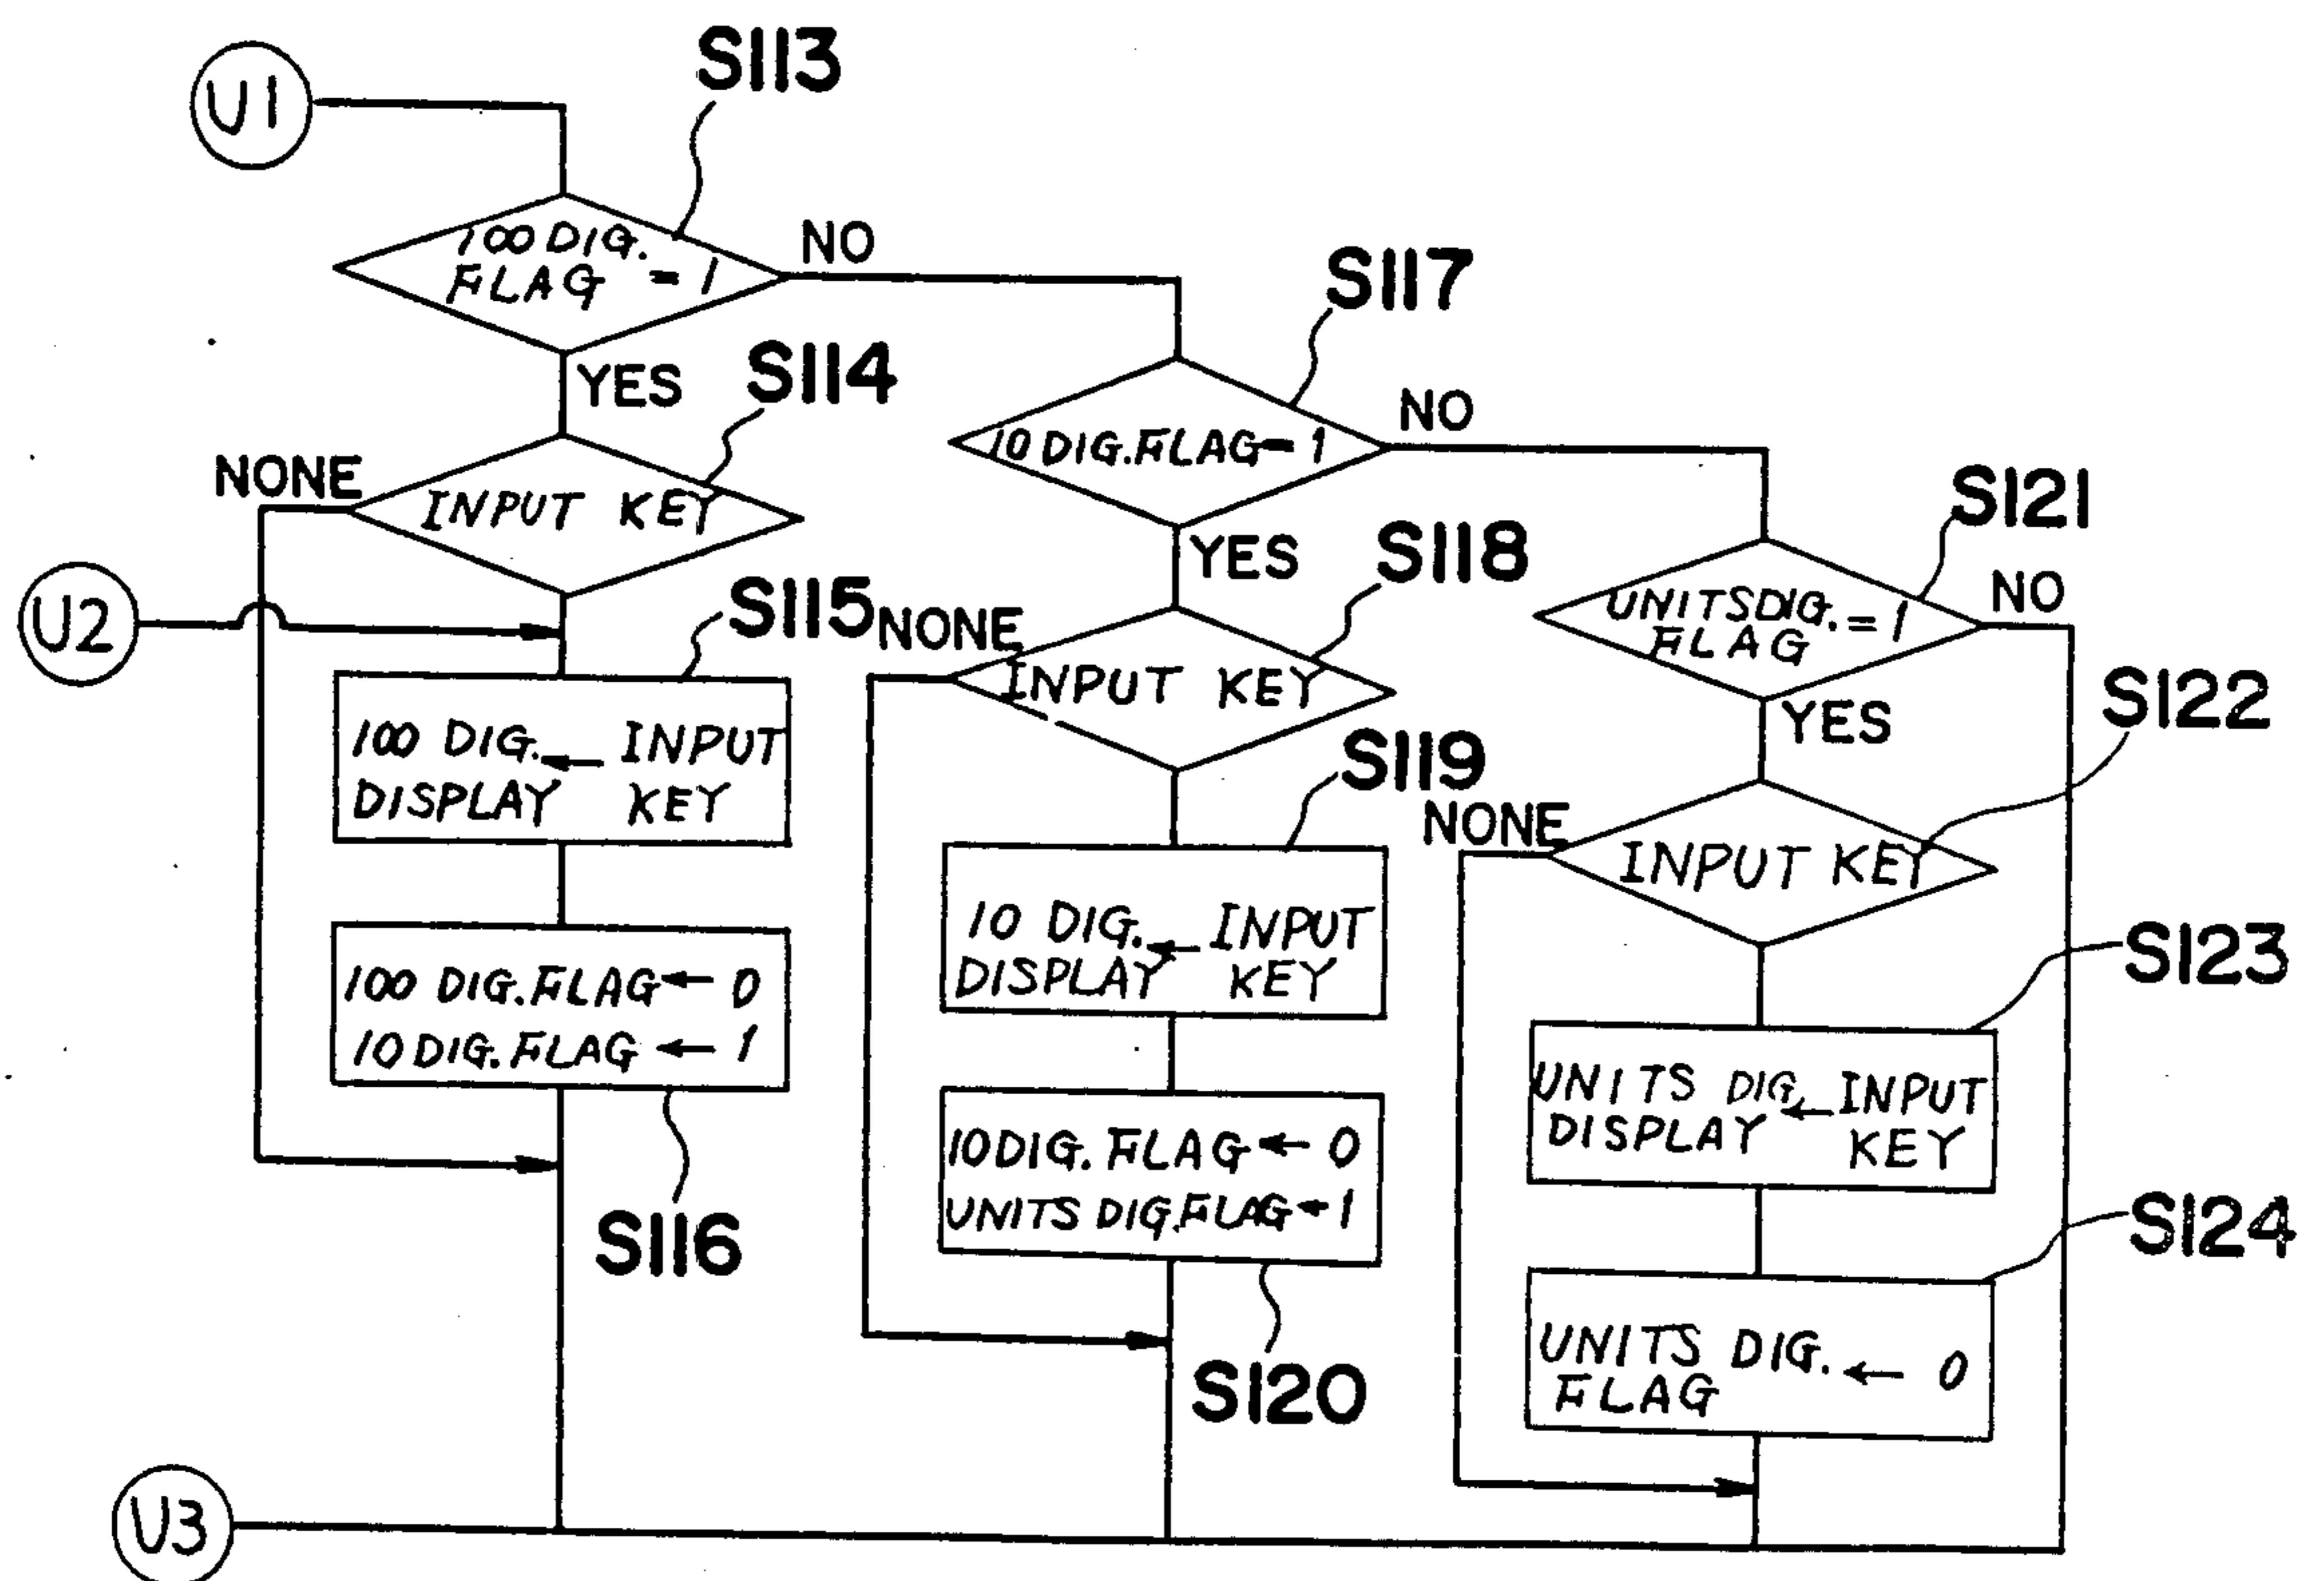 S113
U1
100 DIG.
FLAG = 1
NO
S117
YES
S114
10 DIG. FLAG = 1
NO
NONE
INPUT KEY
S121
U2
S115
YES
S118
NONE
INPUT KEY
UNITS DIG. = 1
FLAG
NO
S122
YES
100 DIG. ← INPUT
DISPLAY KEY
S119
NONE
INPUT KEY
10 DIG. ← INPUT
DISPLAY KEY
S123
100 DIG. FLAG ← 0
10 DIG. FLAG ← 1
UNITS DIG. ← INPUT
DISPLAY KEY
10 DIG. FLAG ← 0
UNITS DIG. FLAG ← 1
S116
S124
UNITS DIG. ← 0
FLAG
S120
U3